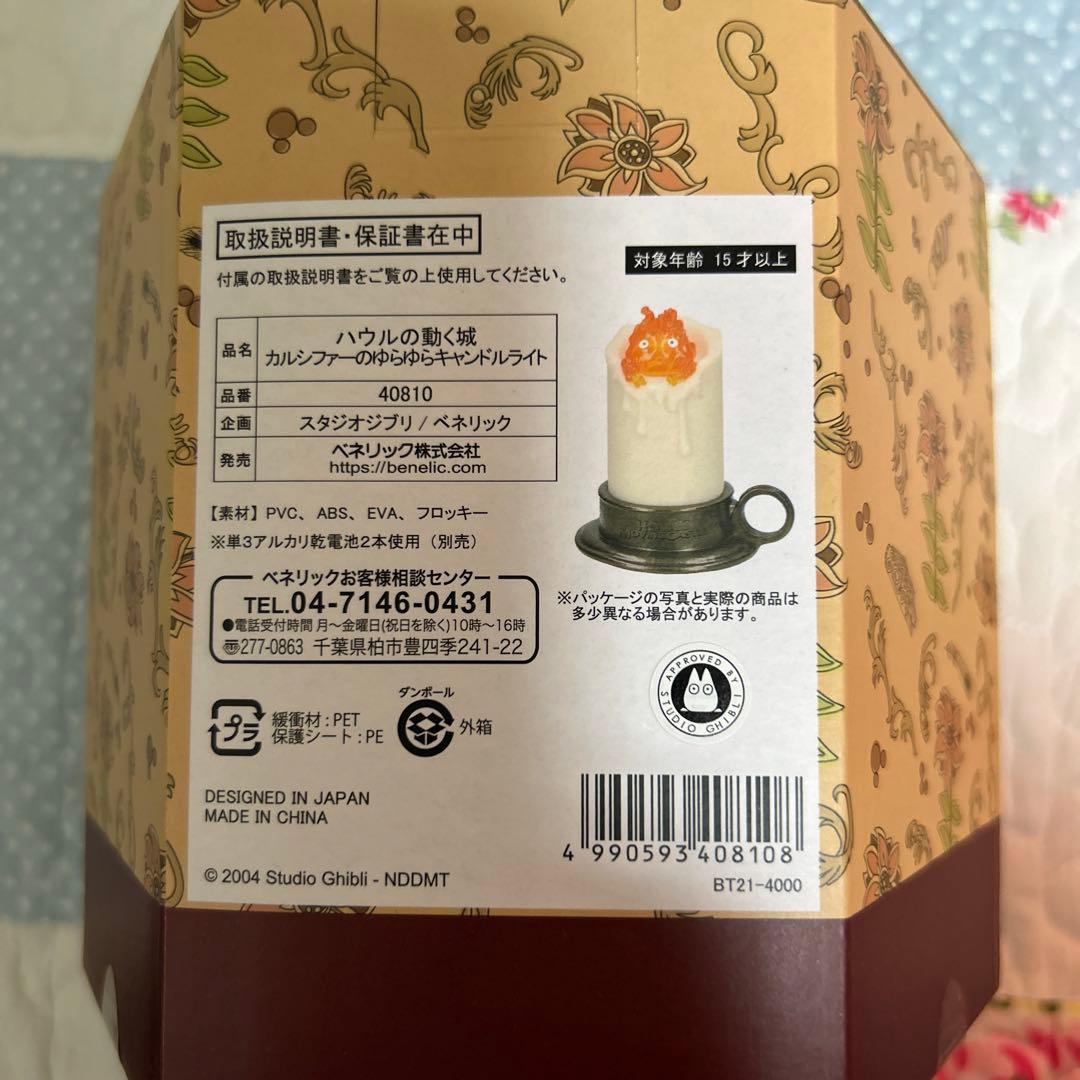 取扱説明書・保証書在中
付属の取扱説明書をご覧の上使用してください。
対象年齢 15才以上
品名 ハウルの動く城
カルシファーのゆらゆらキャンドルライト
品番 40810
企画 スタジオジブリ / ベネリック
発売 ベネリック株式会社
https://benelic.com
【素材】PVC、ABS、EVA、フロッキー
※単3アルカリ乾電池2本使用（別売）
ベネリックお客様相談センター
TEL.04-7146-0431
●電話受付時間 月～金曜日(祝日を除く)10時～16時
〠277-0863 千葉県柏市豊四季241-22
※パッケージの写真と実際の商品は
多少異なる場合があります。
APPROVED BY
STUDIO GHIBLI
プラ
緩衝材：PET
保護シート：PE
ダンボール
外箱
DESIGNED IN JAPAN
MADE IN CHINA
4 990593 408108
© 2004 Studio Ghibli - NDDMT
BT21-4000